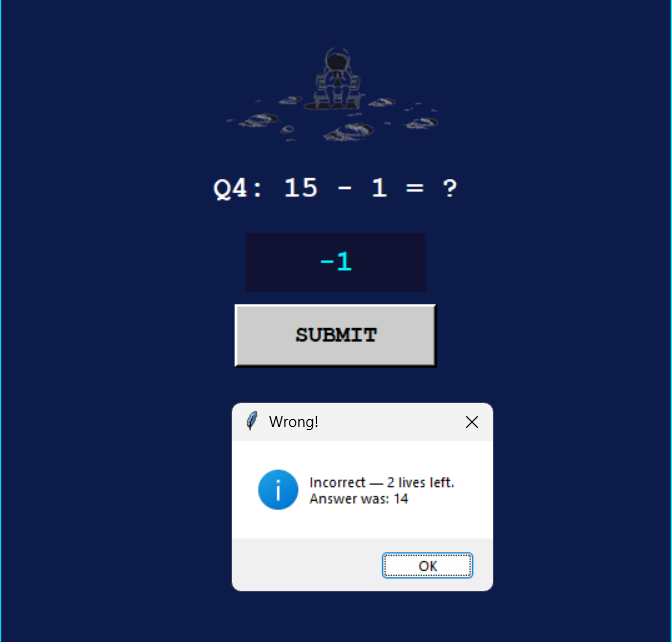 Q4: 15 - 1 = ?
-1
SUBMIT
Wrong!
Incorrect — 2 lives left.
Answer was: 14
OK